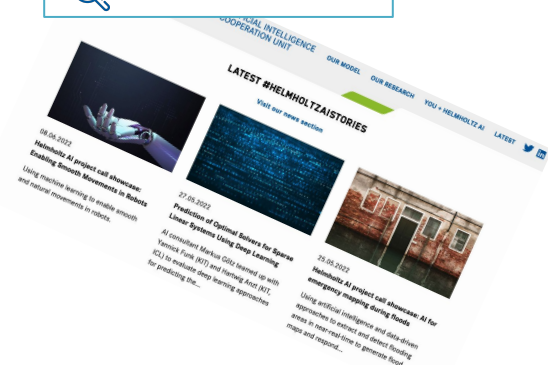 ARTIFICIAL INTELLIGENCE
COOPERATION UNIT
OUR MODEL
OUR RESEARCH
YOU + HELMHOLTZ AI
LATEST
LATEST #HELMHOLTZAISTORIES
Visit our news section
08.06.2022
Helmholtz AI project call showcase:
Enabling Smooth Movements in Robots
Using machine learning to enable smooth
and natural movements in robots.
27.05.2022
Prediction of Optimal Solvers for Sparse
Linear Systems Using Deep Learning
AI consultant Markus Götz teamed up with
Yannick Funk (KIT) and Hartwig Anzt (KIT,
ICL) to evaluate deep learning approaches
for predicting the...
25.05.2022
Helmholtz AI project call showcase: AI for
emergency mapping during floods
Using artificial intelligence and data-driven
approaches to extract and detect flooding
areas in near-real-time to generate flood
maps and respond...